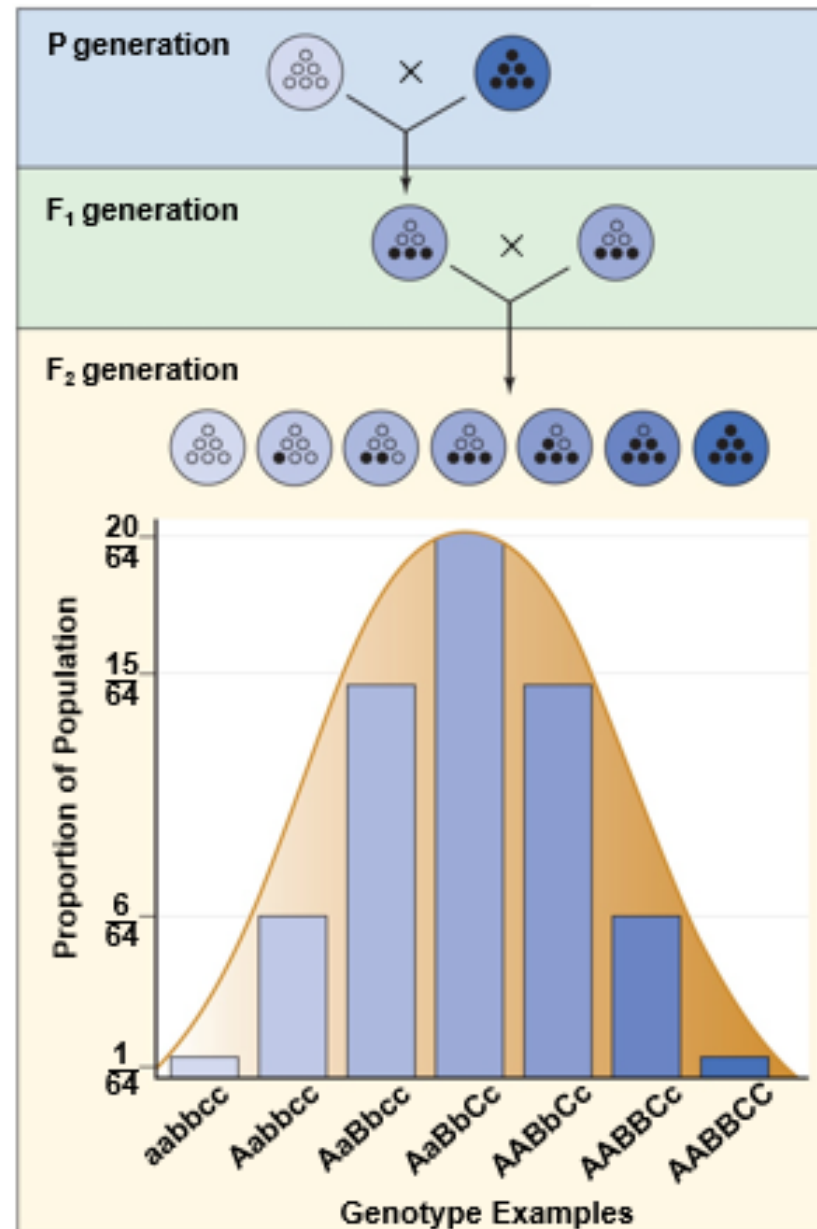 P generation
×
F₁ generation
×
F₂ generation
20
64
15
64
6
64
1
64
Proportion of Population
aabbcc
Aabbcc
AaBbcc
AaBbCc
AABbCc
AABBCc
AABBCC
Genotype Examples